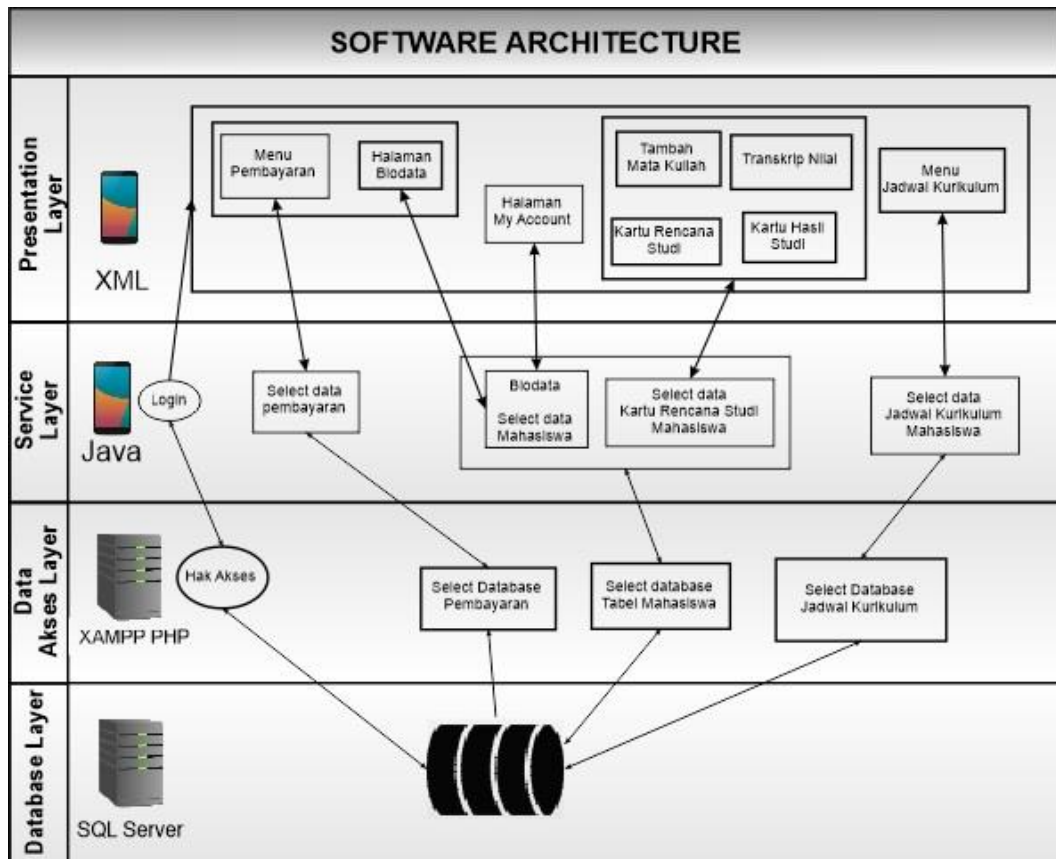 SOFTWARE ARCHITECTURE
Presentation
Layer
XML
Menu
Pembayaran
Halaman
Biodata
Halaman
My Account
Tambah
Mata Kuliah
Transkrip Nilai
Kartu Rencana
Studi
Kartu Hasil
Studi
Menu
Jadwal Kurikulum
Service
Layer
Java
Login
Select data
pembayaran
Biodata
Select data
Mahasiswa
Select data
Kartu Rencana Studi
Mahasiswa
Select data
Jadwal Kurikulum
Mahasiswa
Data
Akses Layer
XAMPP PHP
Hak Akses
Select Database
Pembayaran
Select database
Tabel Mahasiswa
Select Database
Jadwal Kurikulum
Database Layer
SQL Server